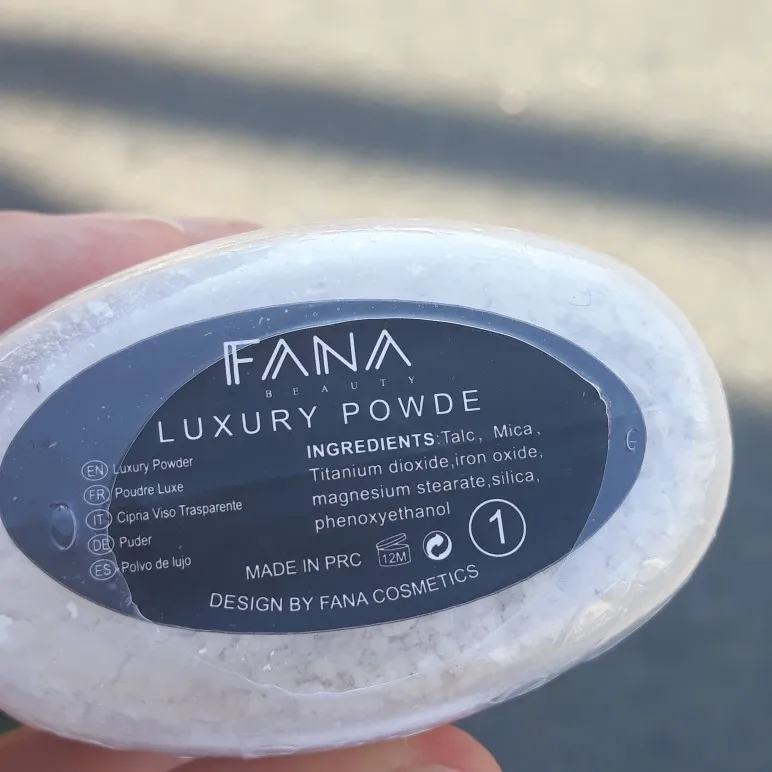 FANA
BEAUTY
LUXURY POWDE
EN Luxury Powder
FR Poudre Luxe
IT Cipria Viso Trasparente
DE Puder
ES Polvo de lujo
INGREDIENTS:Talc, Mica,
Titanium dioxide,iron oxide,
magnesium stearate,silica,
phenoxyethanol
MADE IN PRC 12M 1
DESIGN BY FANA COSMETICS